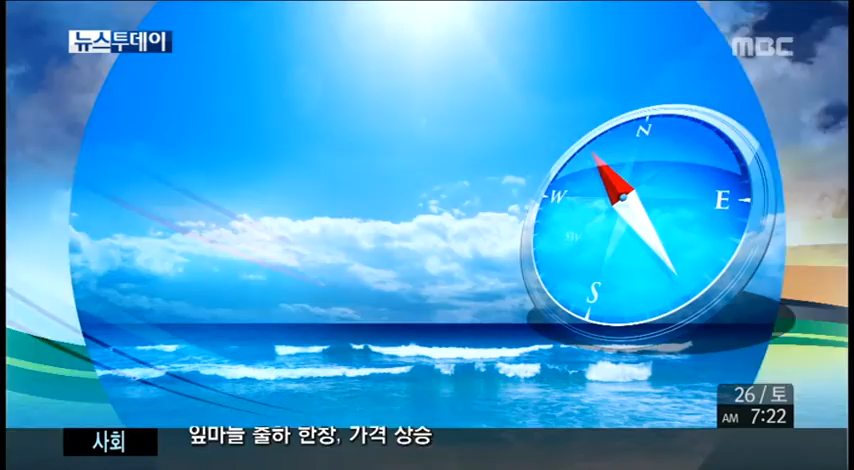 뉴스투데이
MBC
N
W
E
S
26 / 토
AM 7:22
사회
잎마늘 출하 한창, 가격 상승